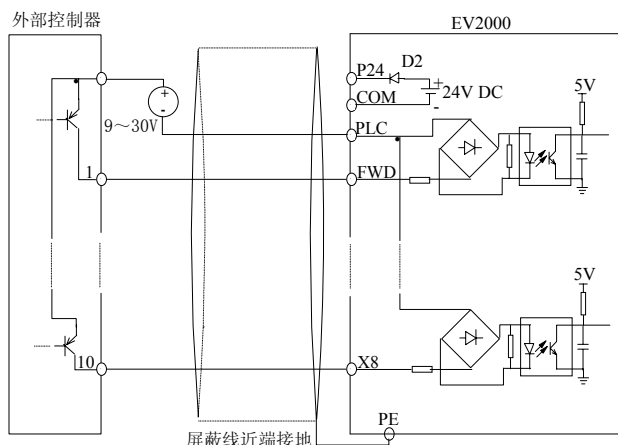 外部控制器
EV2000
P24
D2
+
-
24V DC
COM
5V
+
-
9～30V
PLC
1
FWD
5V
10
X8
PE
屏蔽线近端接地